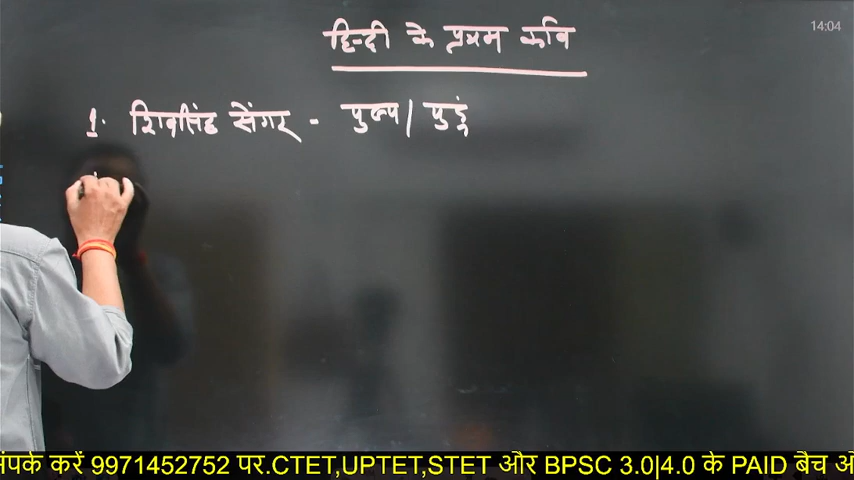 14:04
हिन्दी के प्रथम कवि
1. शिवसिंह सेंगर - पुष्प / पुंड
संपर्क करें 9971452752 पर.CTET,UPTET,STET और BPSC 3.0|4.0 के PAID बैच